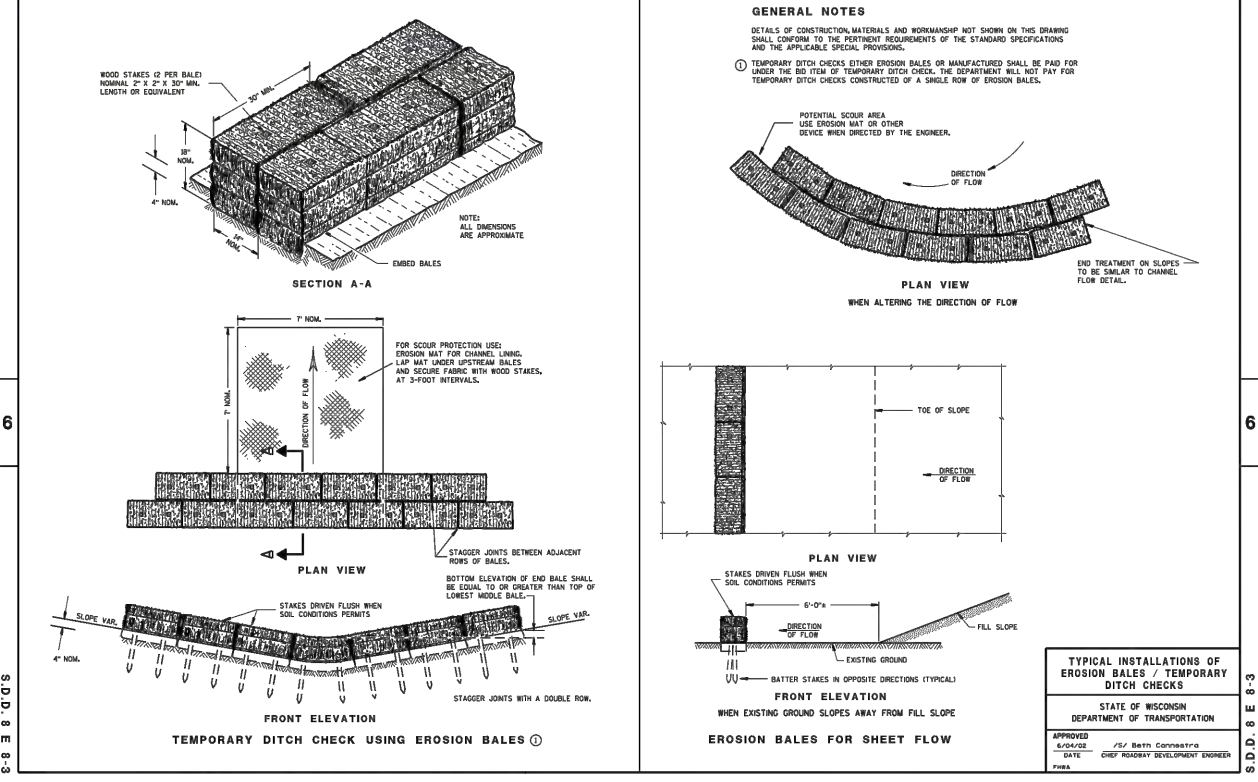 WOOD STAKES (2 PER BALE)
NOMINAL 2" X 2" X 30" MIN.
LENGTH OR EQUIVALENT
30" MIN.
18"
NOM.
4" NOM.
14"
NOM.
NOTE:
ALL DIMENSIONS
ARE APPROXIMATE
EMBED BALES
SECTION A-A
7' NOM.
7' NOM.
DIRECTION OF FLOW
FOR SCOUR PROTECTION USE:
EROSION MAT FOR CHANNEL LINING.
LAP MAT UNDER UPSTREAM BALES
AND SECURE FABRIC WITH WOOD STAKES,
AT 3-FOOT INTERVALS.
A
A
STAGGER JOINTS BETWEEN ADJACENT
ROWS OF BALES.
PLAN VIEW
BOTTOM ELEVATION OF END BALE SHALL
BE EQUAL TO OR GREATER THAN TOP OF
LOWEST MIDDLE BALE.
STAKES DRIVEN FLUSH WHEN
SOIL CONDITIONS PERMITS
SLOPE VAR.
SLOPE VAR.
4" NOM.
STAGGER JOINTS WITH A DOUBLE ROW.
FRONT ELEVATION
TEMPORARY DITCH CHECK USING EROSION BALES ①
GENERAL NOTES
DETAILS OF CONSTRUCTION, MATERIALS AND WORKMANSHIP NOT SHOWN ON THIS DRAWING
SHALL CONFORM TO THE PERTINENT REQUIREMENTS OF THE STANDARD SPECIFICATIONS
AND THE APPLICABLE SPECIAL PROVISIONS.
① TEMPORARY DITCH CHECKS EITHER EROSION BALES OR MANUFACTURED SHALL BE PAID FOR
UNDER THE BID ITEM OF TEMPORARY DITCH CHECK. THE DEPARTMENT WILL NOT PAY FOR
TEMPORARY DITCH CHECKS CONSTRUCTED OF A SINGLE ROW OF EROSION BALES.
POTENTIAL SCOUR AREA
USE EROSION MAT OR OTHER
DEVICE WHEN DIRECTED BY THE ENGINEER.
DIRECTION
OF FLOW
END TREATMENT ON SLOPES
TO BE SIMILAR TO CHANNEL
FLOW DETAIL.
PLAN VIEW
WHEN ALTERING THE DIRECTION OF FLOW
TOE OF SLOPE
DIRECTION
OF FLOW
PLAN VIEW
STAKES DRIVEN FLUSH WHEN
SOIL CONDITIONS PERMITS
6'-0"±
DIRECTION
OF FLOW
FILL SLOPE
EXISTING GROUND
BATTER STAKES IN OPPOSITE DIRECTIONS (TYPICAL)
FRONT ELEVATION
WHEN EXISTING GROUND SLOPES AWAY FROM FILL SLOPE
EROSION BALES FOR SHEET FLOW
TYPICAL INSTALLATIONS OF
EROSION BALES / TEMPORARY
DITCH CHECKS
STATE OF WISCONSIN
DEPARTMENT OF TRANSPORTATION
APPROVED
6/04/02 /S/ Beth Cannestra
DATE CHIEF ROADWAY DEVELOPMENT ENGINEER
FHWA
6
6
S.D.D. 8 E 8-3
S.D.D. 8 E 8-3